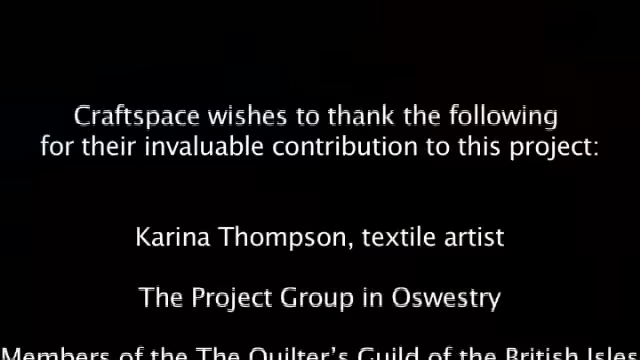 Craftspace wishes to thank the following
for their invaluable contribution to this project:
Karina Thompson, textile artist
The Project Group in Oswestry
Members of the The Quilter's Guild of the British Isles